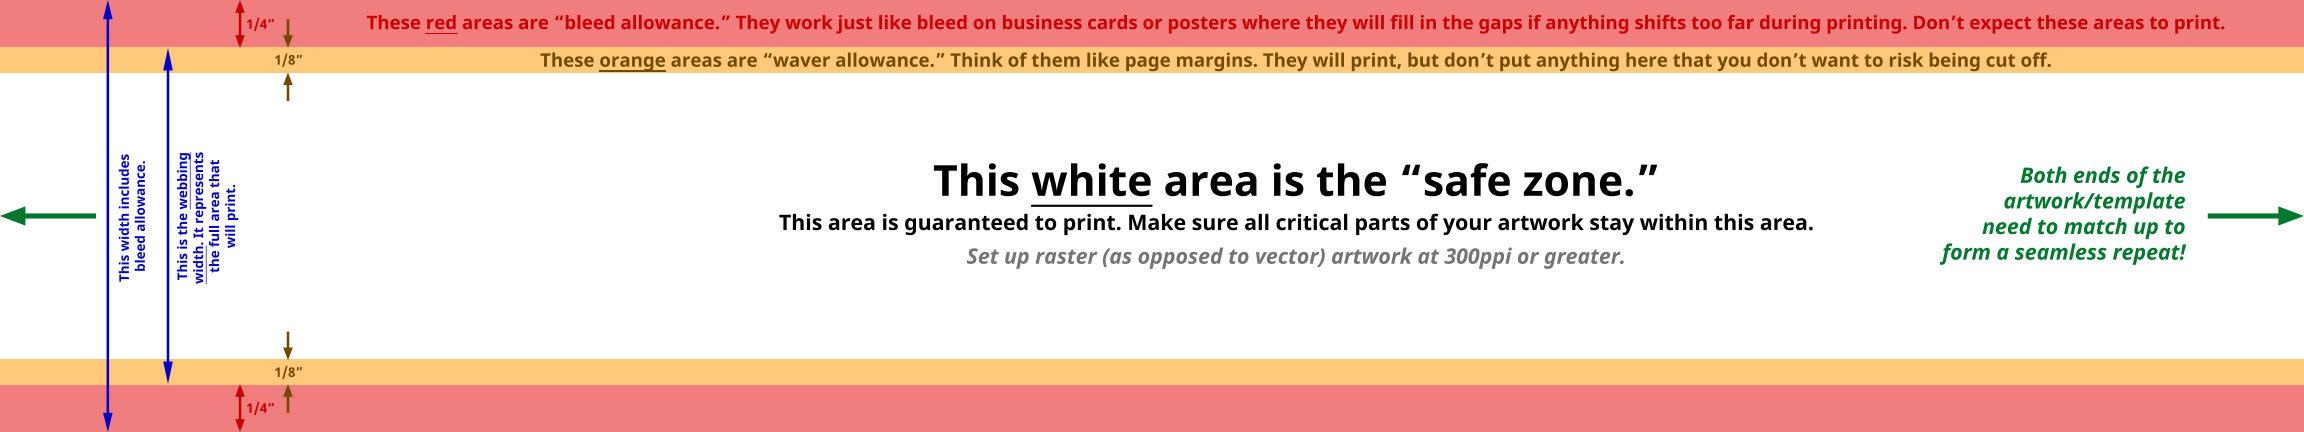 1/4”
These red areas are “bleed allowance.” They work just like bleed on business cards or posters where they will fill in the gaps if anything shifts too far during printing. Don’t expect these areas to print.
1/8”
These orange areas are “waver allowance.” Think of them like page margins. They will print, but don’t put anything here that you don’t want to risk being cut off.
This width includes
bleed allowance.
This is the webbing
width. It represents
the full area that
will print.
This white area is the “safe zone.”
This area is guaranteed to print. Make sure all critical parts of your artwork stay within this area.
Set up raster (as opposed to vector) artwork at 300ppi or greater.
Both ends of the
artwork/template
need to match up to
form a seamless repeat!
1/8”
1/4”